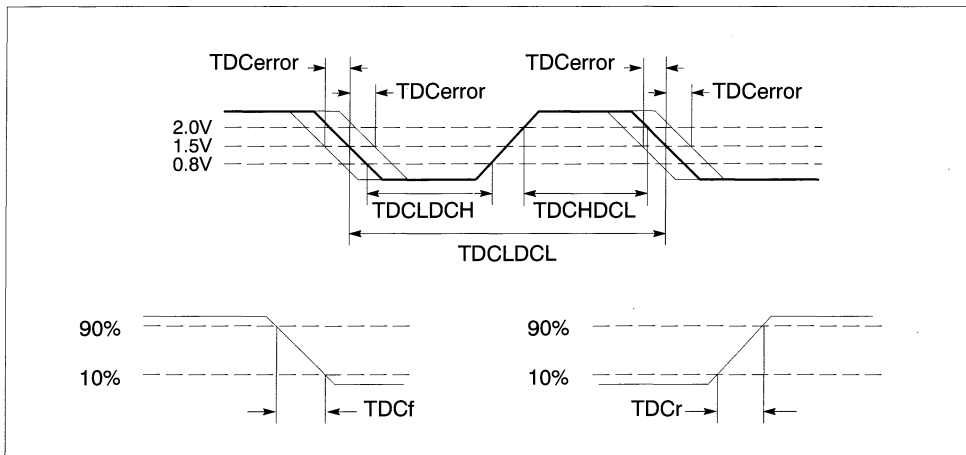 TDCerror
TDCerror
TDCerror
TDCerror
2.0V
1.5V
0.8V
TDCLDCH
TDCHDCL
TDCLDCL
90%
10%
TDCf
90%
10%
TDCr